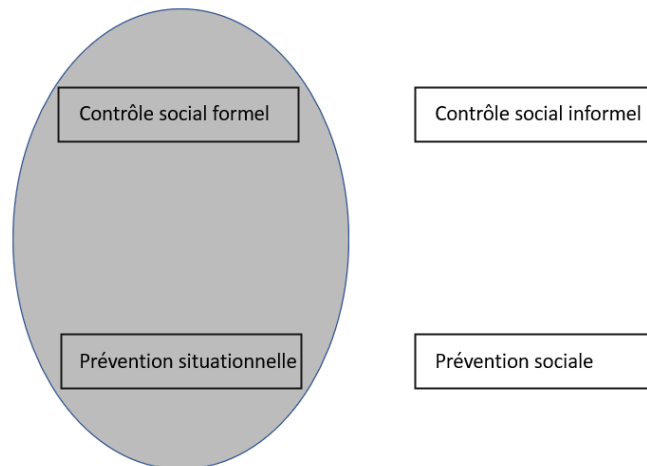 Contrôle social formel
Contrôle social informel
Prévention situationnelle
Prévention sociale